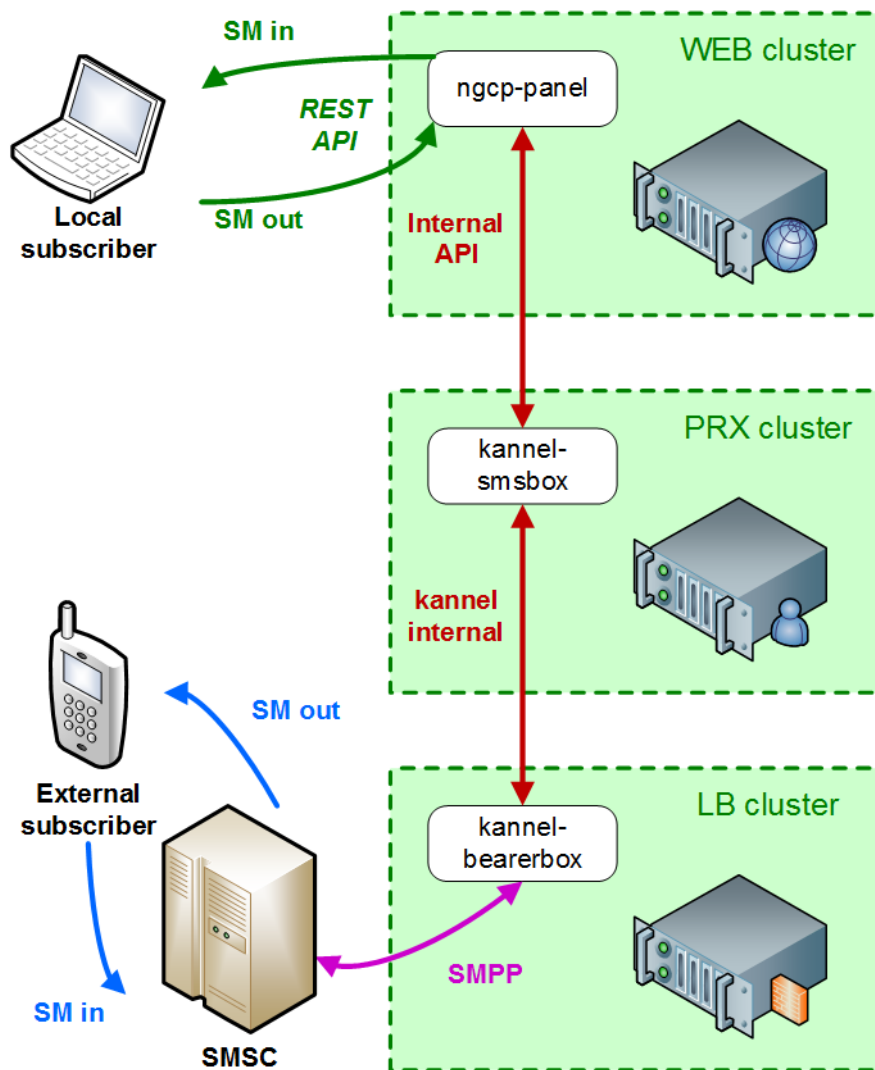 SM in
WEB cluster
ngcp-panel
REST
API
Local
subscriber
SM out
Internal
API
PRX cluster
kannel-
smsbox
kannel
internal
SM out
External
subscriber
LB cluster
kannel-
bearerbox
SMPP
SM in
SMSC